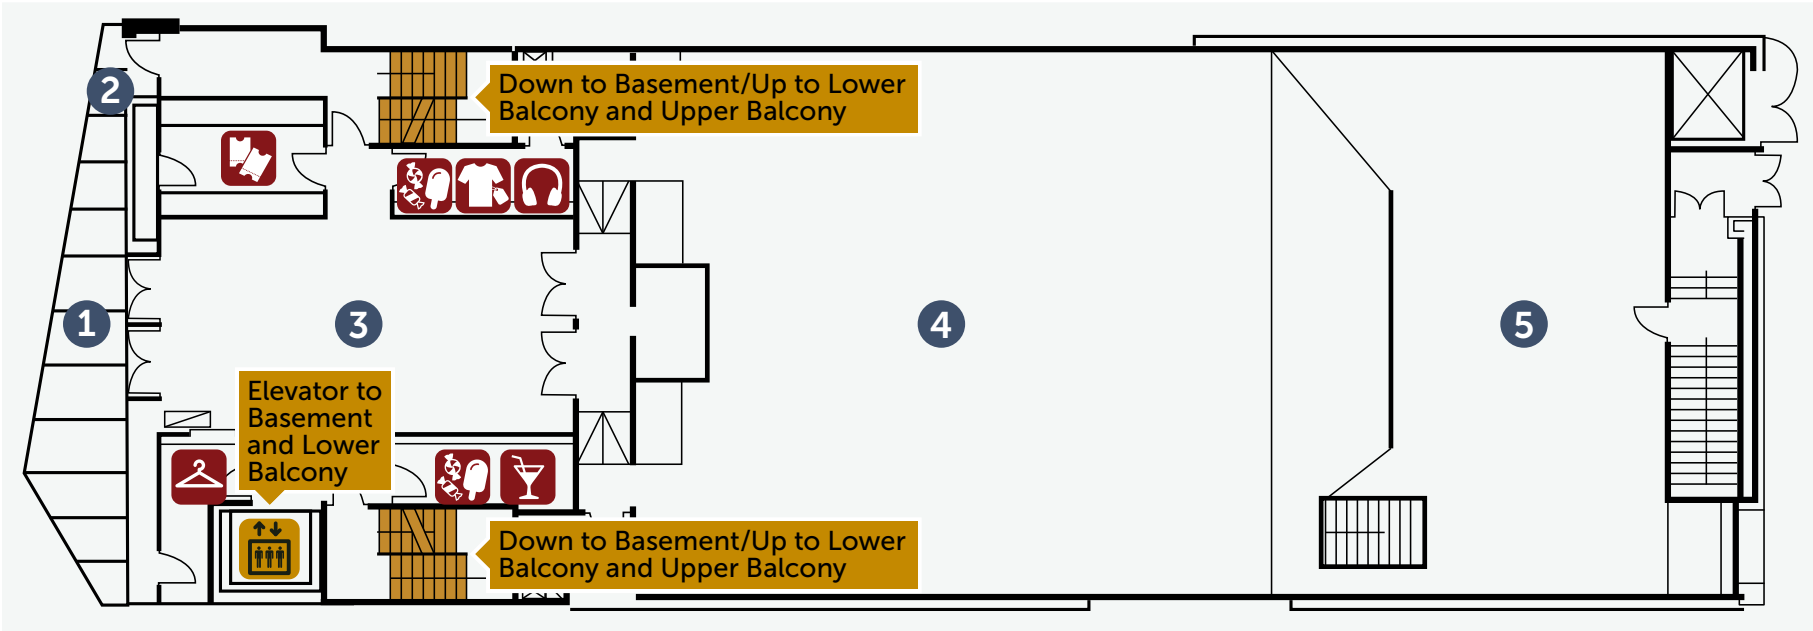 Down to Basement/Up to Lower
Balcony and Upper Balcony
2
1
3
4
5
Elevator to
Basement
and Lower
Balcony
Down to Basement/Up to Lower
Balcony and Upper Balcony